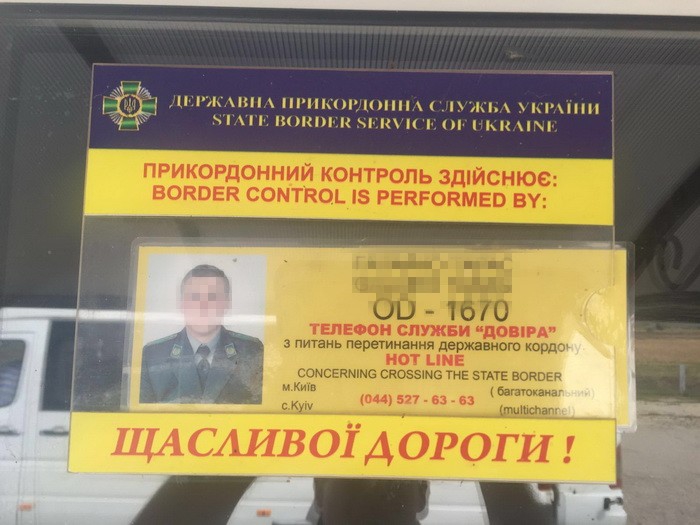 ДЕРЖАВНА ПРИКОРДОННА СЛУЖБА УКРАЇНИ
STATE BORDER SERVICE OF UKRAINE
ПРИКОРДОННИЙ КОНТРОЛЬ ЗДІЙСНЮЄ:
BORDER CONTROL IS PERFORMED BY:
OD - 1670
ТЕЛЕФОН СЛУЖБИ "ДОВІРА"
з питань перетинання державного кордону
HOT LINE
CONCERNING CROSSING THE STATE BORDER
м.Київ (044) 527 - 63 - 63 ( багатоканальний)
c.Kyiv (multichannel)
ЩАСЛИВОЇ ДОРОГИ !